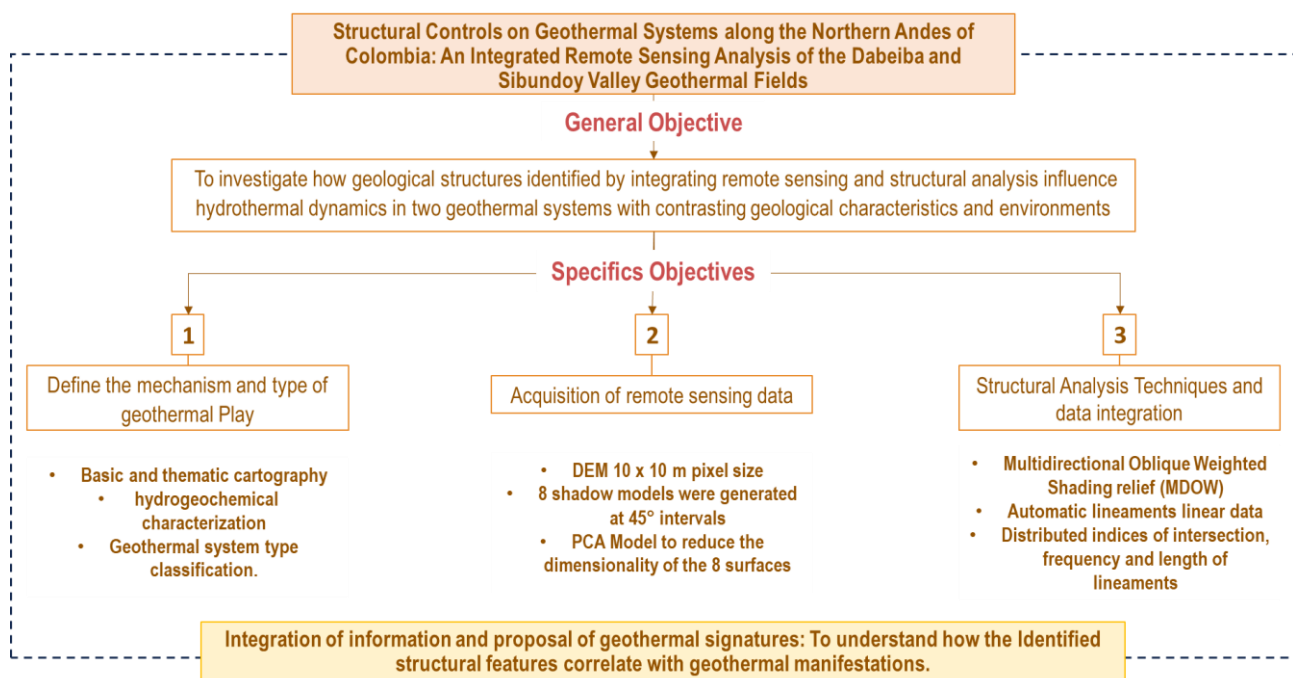 Structural Controls on Geothermal Systems along the Northern Andes of
Colombia: An Integrated Remote Sensing Analysis of the Dabeiba and
Sibundoy Valley Geothermal Fields
General Objective
To investigate how geological structures identified by integrating remote sensing and structural analysis influence
hydrothermal dynamics in two geothermal systems with contrasting geological characteristics and environments
Specifics Objectives
1
Define the mechanism and type of
geothermal Play
• Basic and thematic cartography
• hydrogeochemical
characterization
• Geothermal system type
classification.
2
Acquisition of remote sensing data
• DEM 10 x 10 m pixel size
• 8 shadow models were generated
at 45° intervals
• PCA Model to reduce the
dimensionality of the 8 surfaces
3
Structural Analysis Techniques and
data integration
• Multidirectional Oblique Weighted
Shading relief (MDOW)
• Automatic lineaments linear data
• Distributed indices of intersection,
frequency and length of
lineaments
Integration of information and proposal of geothermal signatures: To understand how the Identified
structural features correlate with geothermal manifestations.